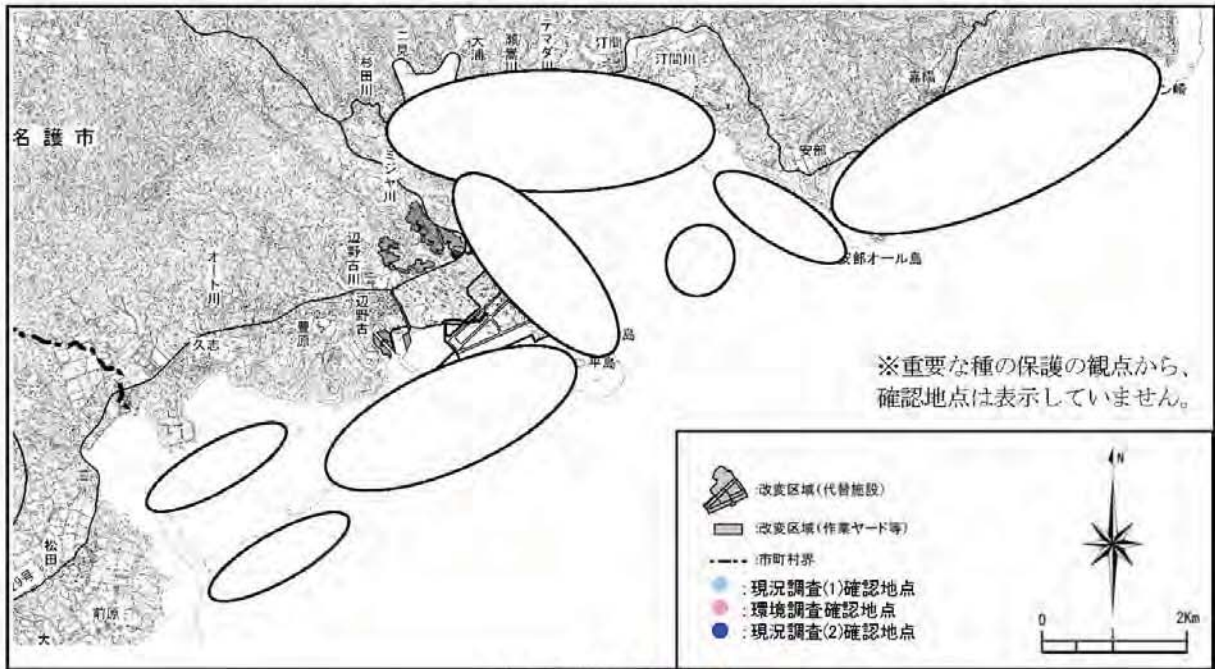 二見
大浦
瀬嵩川
テマダ川
汀間
汀間川
嘉陽
杉田川
名護市
安部
ミジヤ川
辺野古川
オートリ
辺野古
豊原
久志
安部オール島
島
平島
※重要な種の保護の観点から、
確認地点は表示していません。
:改変区域(代替施設)
:改変区域(作業ヤード等)
:市町村界
:現況調査(1)確認地点
:環境調査確認地点
:現況調査(2)確認地点
N
0 2Km
松田
前原
大